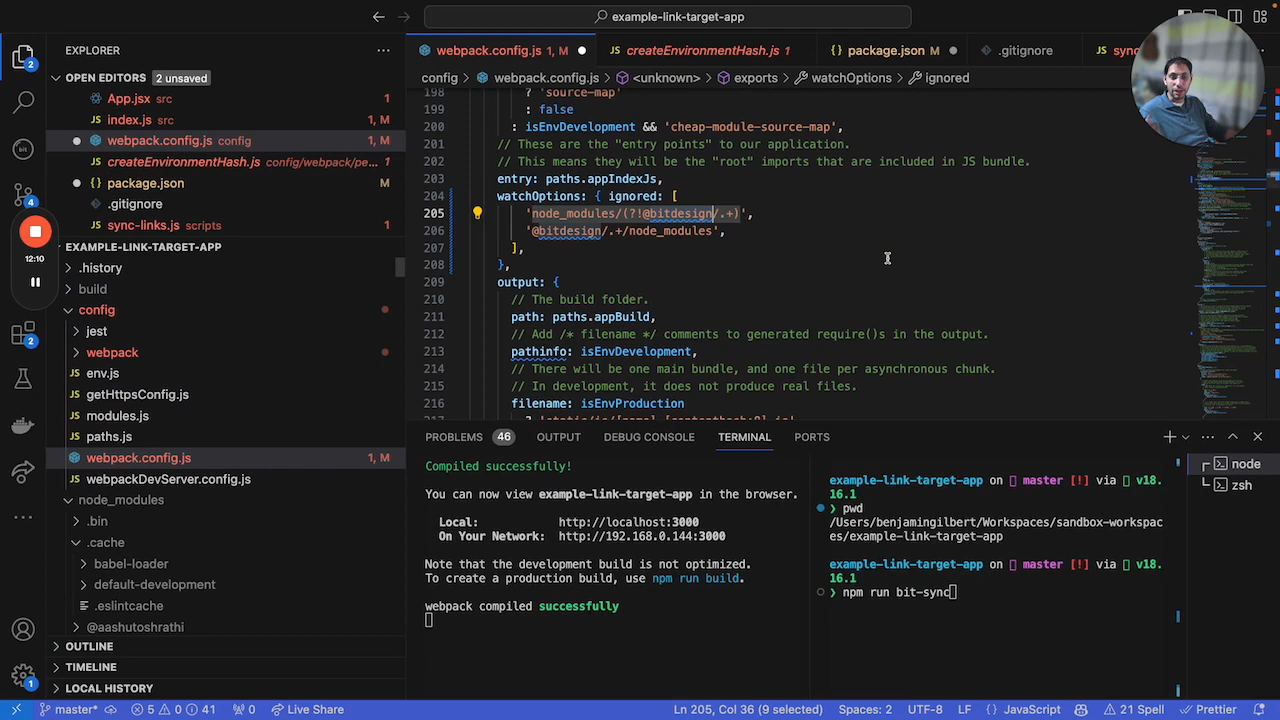 example-link-target-app
EXPLORER
OPEN EDITORS 2 unsaved
App.jsx src 1
index.js src 1, M
webpack.config.js config 1, M
createEnvironmentHash.js config/webpack/pe... 1
package.json M
.gitignore
sync-links.js scripts 1
EXAMPLE-LINK-TARGET-APP
.history
build
config
jest
webpack
env.js
getHttpsConfig.js
modules.js
paths.js
webpack.config.js 1, M
webpackDevServer.config.js
node_modules
.bin
.cache
babel-loader
default-development
.eslintcache
@aashutoshrathi
OUTLINE
TIMELINE
LOCAL HISTORY
2
bit
4
12:10
2
1
webpack.config.js 1, M
createEnvironmentHash.js 1
package.json M
.gitignore
config > webpack.config.js > <unknown> > exports > watchOptions > ignored
198 ? 'source-map'
199 : false
200 : isEnvDevelopment && 'cheap-module-source-map',
201 // These are the "entry points" to our application.
202 // This means they will be the "root" imports that are included in JS bundle.
203 entry: paths.appIndexJs,
204 watchOptions: { ignored: [
205 'node_modules/(?!@bitdesign/.+)',
206 '@bitdesign/.+/node_modules',
207 ],
208 },
209 output: {
210 // The build folder.
211 path: paths.appBuild,
212 Add /* filename */ comments to generated require()s in the output.
213 pathinfo: isEnvDevelopment,
214 There will be one main bundle, and one file per asynchronous chunk.
215 In development, it does not produce real files.
216 filename: isEnvProduction
PROBLEMS 46 OUTPUT DEBUG CONSOLE TERMINAL PORTS
Compiled successfully!
You can now view example-link-target-app in the browser.
Local: http://localhost:3000
On Your Network: http://192.168.0.144:3000
Note that the development build is not optimized.
To create a production build, use npm run build.
webpack compiled successfully
example-link-target-app on master [!] via v18.
16.1
❯ pwd
/Users/benjamingilbert/Workspaces/sandbox-workspac
es/example-link-target-app
example-link-target-app on master [!] via v18.
16.1
❯ npm run bit-sync
node
zsh
master* 5 0 41 0 Live Share Ln 205, Col 36 (9 selected) Spaces: 2 UTF-8 LF {} JavaScript 21 Spell Prettier